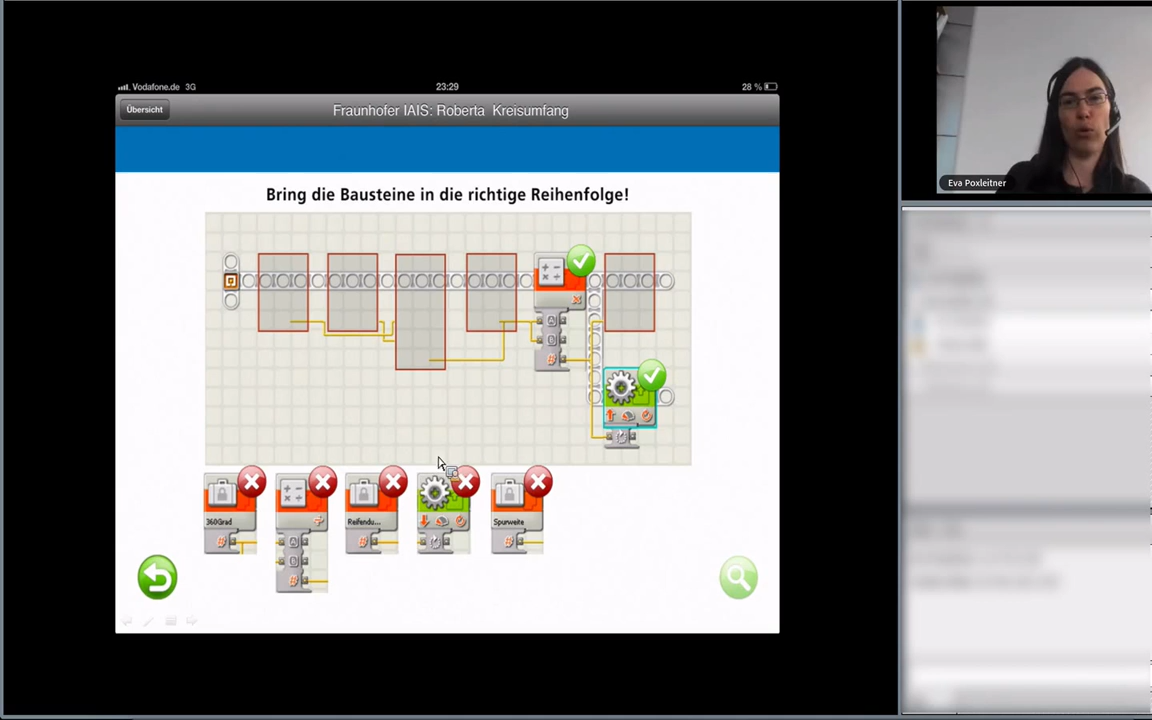 Vodafone.de 3G
23:29
28 %
Übersicht
Fraunhofer IAIS: Roberta Kreisumfang
Bring die Bausteine in die richtige Reihenfolge!
360Grad
Reifendu...
Spurweite
Eva Poxleitner